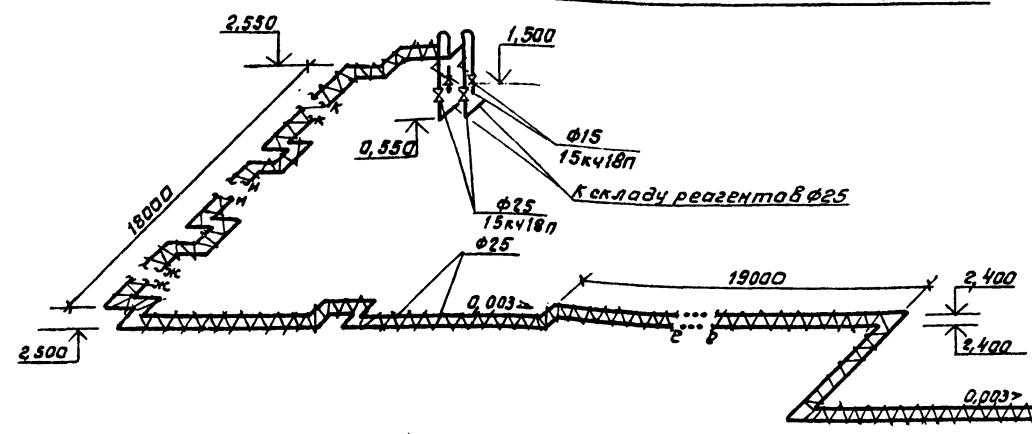 2,550
1,500
0,550
ф15
15кч18п
К складу реагентов ф25
ф25
15кч18п
ф25
18000
к
к
и
и
ж
ж
2,500
0,003>
19000
2,400
2,400
е
в
0,003>